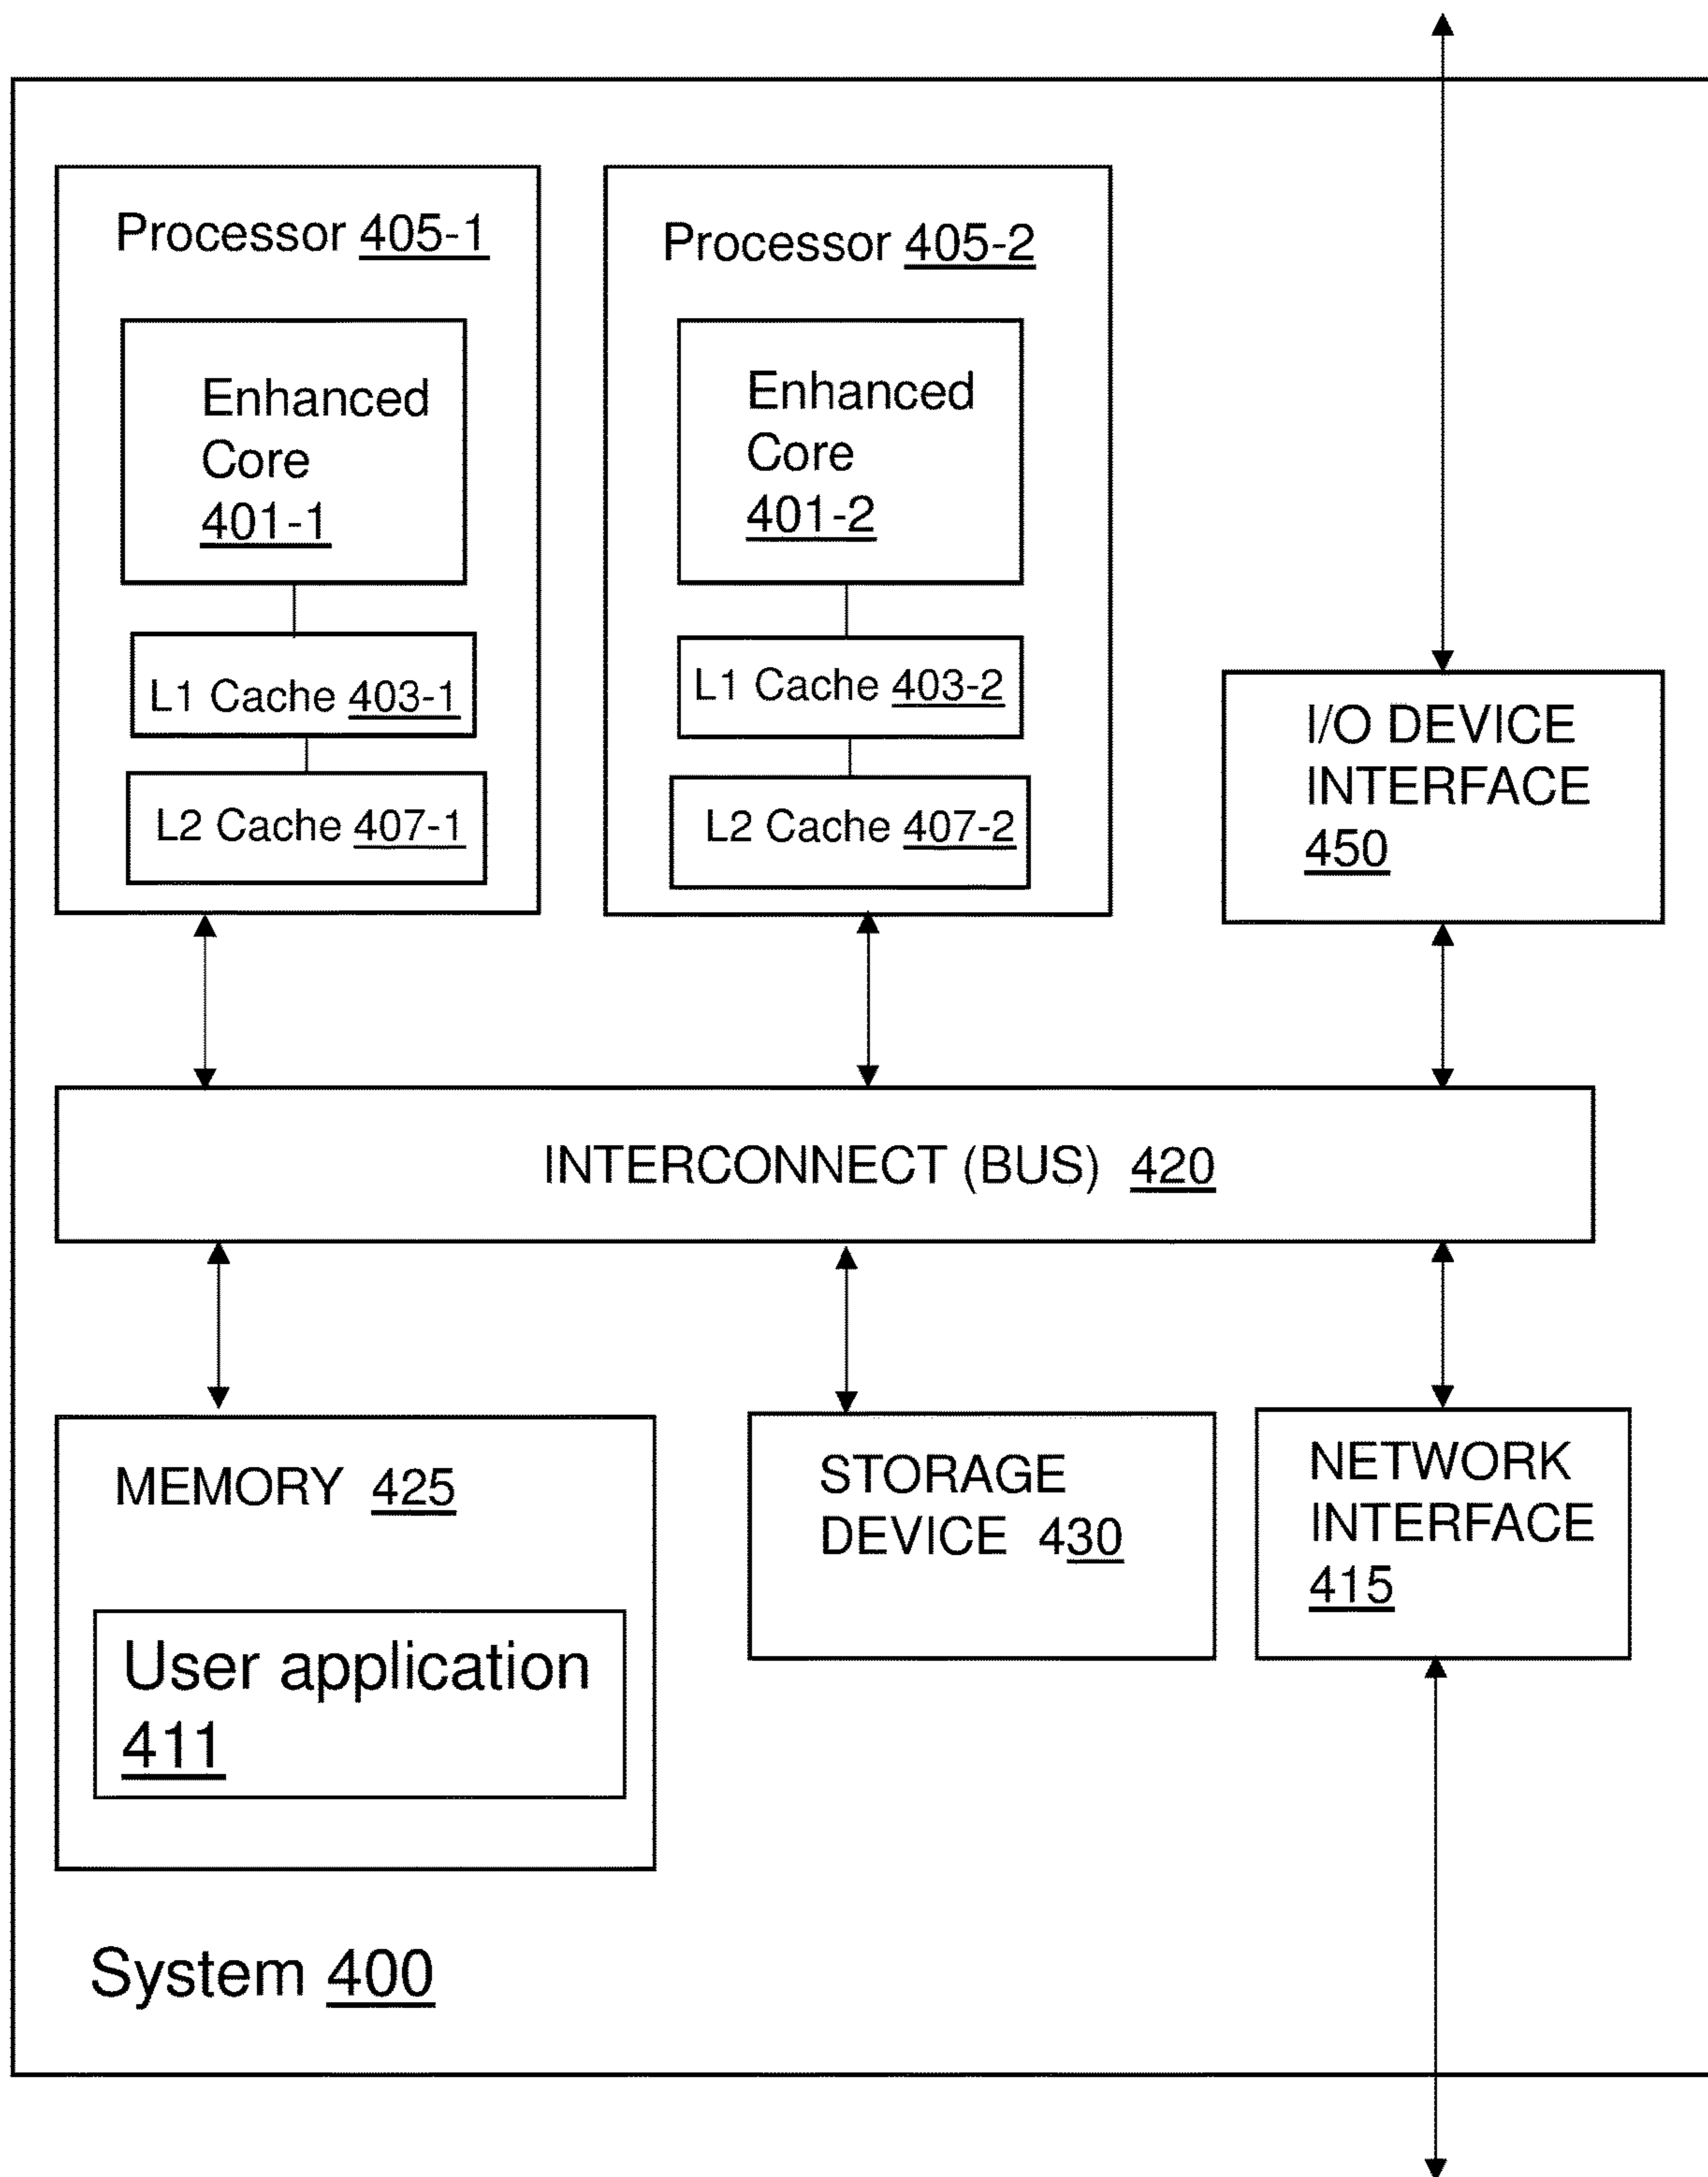 Processor 405-1
Enhanced
Core
401-1
L1 Cache 403-1
L2 Cache 407-1
Processor 405-2
Enhanced
Core
401-2
L1 Cache 403-2
L2 Cache 407-2
I/O DEVICE
INTERFACE
450
INTERCONNECT (BUS) 420
MEMORY 425
User application
411
STORAGE
DEVICE 430
NETWORK
INTERFACE
415
System 400